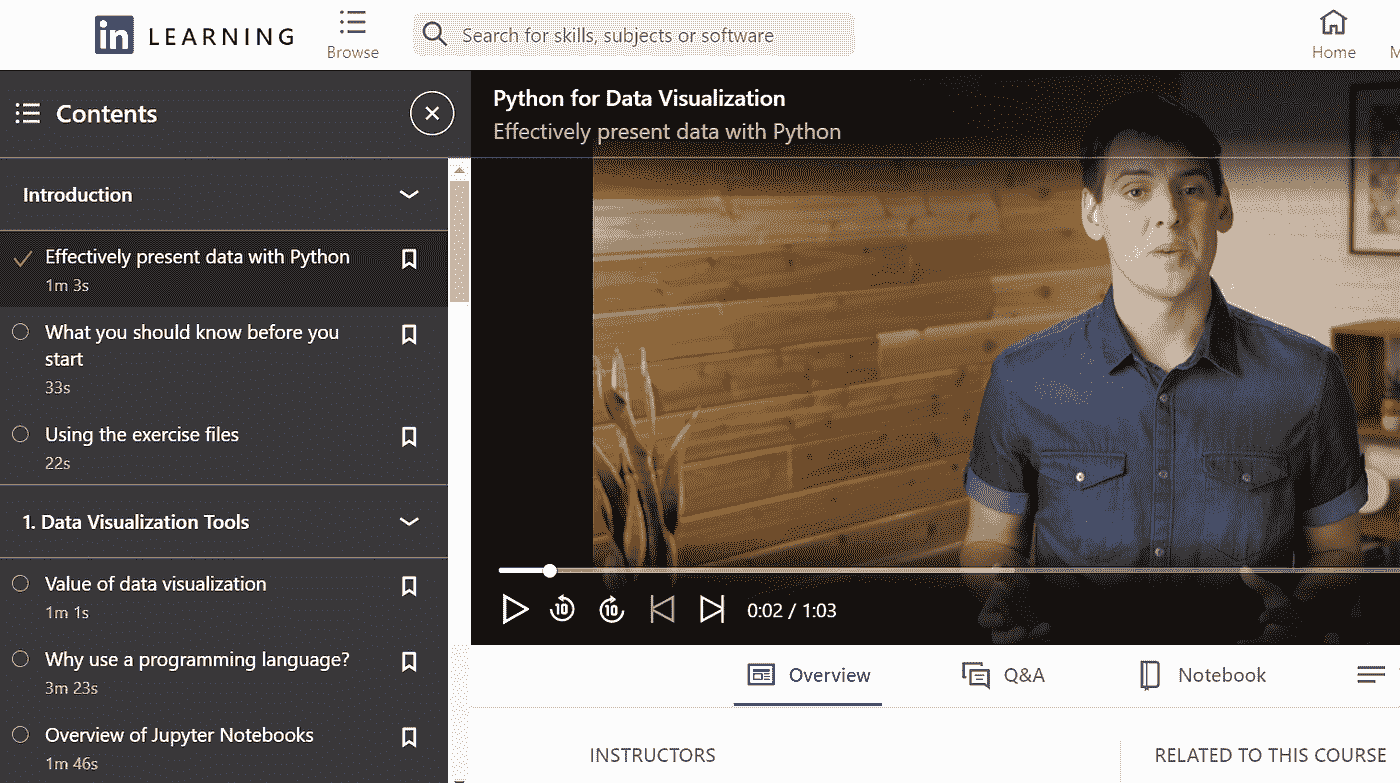 in LEARNING
Browse
Search for skills, subjects or software
Home
M
Contents
Introduction
Effectively present data with Python
1m 3s
What you should know before you
start
33s
Using the exercise files
22s
1. Data Visualization Tools
Value of data visualization
1m 1s
Why use a programming language?
3m 23s
Overview of Jupyter Notebooks
1m 46s
Python for Data Visualization
Effectively present data with Python
10
10
0:02 / 1:03
Overview
Q&A
Notebook
INSTRUCTORS
RELATED TO THIS COURSE